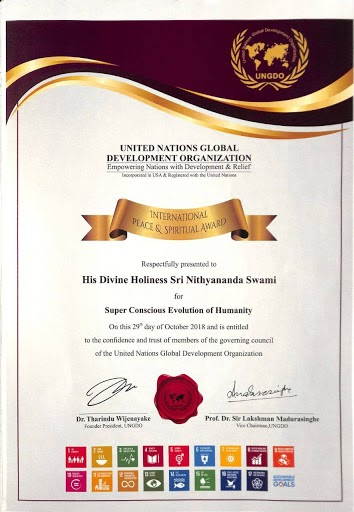 UNGDO
UNITED NATIONS GLOBAL
DEVELOPMENT ORGANIZATION
Empowering Nations with Development & Relief
Incorporated in USA & Registered with the United Nations
INTERNATIONAL
PEACE & SPIRITUAL AWARD
Respectfully presented to
His Divine Holiness Sri Nithyananda Swami
for
Super Conscious Evolution of Humanity
On this 29th day of October 2018 and is entitled
to the confidence and trust of members of the governing council
of the United Nations Global Development Organization
Dr. Tharindu Wijenayake
Founder President, UNGDO
Prof. Dr. Sir Lakshman Madurasinghe
Vice Chairman,UNGDO
SUSTAINABLE
DEVELOPMENT
GOALS